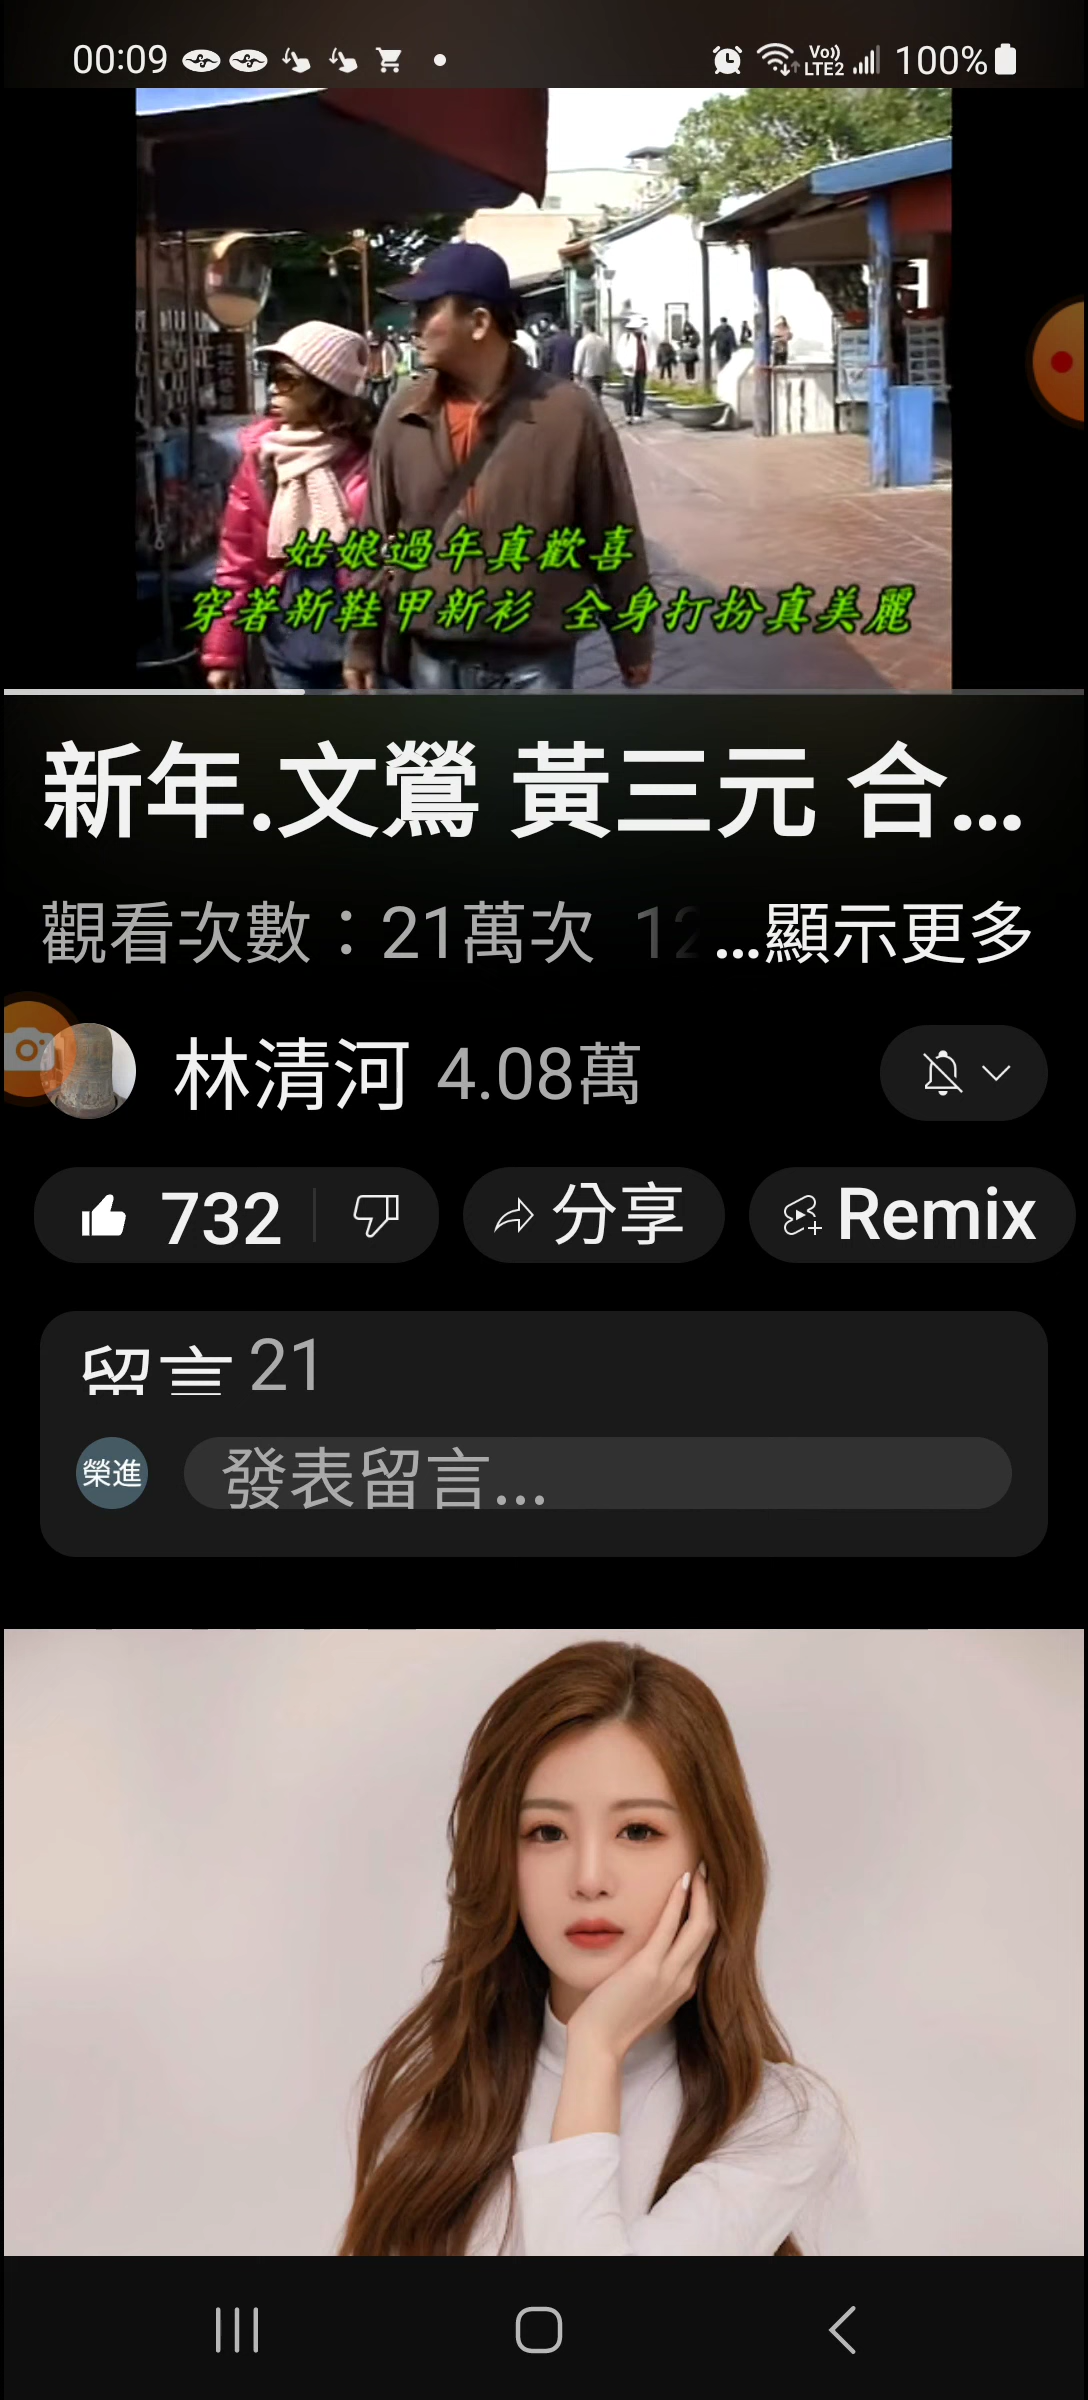 00:09
Vo)) LTE2 100%
姑娘過年真歡喜
穿著新鞋甲新衫 全身打扮真美麗
新年.文鶯 黃三元 合...
觀看次數：21萬次 12 ...顯示更多
林清河 4.08萬
732 分享 Remix
留言 21
榮進 發表留言...